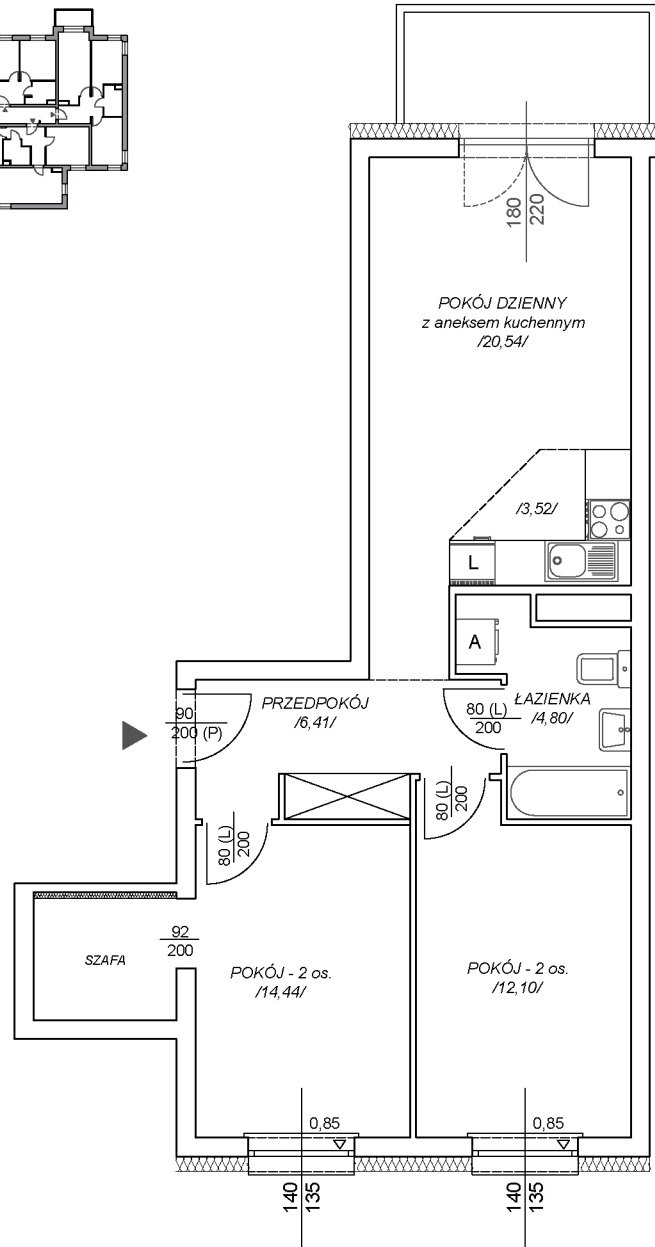 180
220
POKÓJ DZIENNY
z aneksem kuchennym
/20,54/
/3,52/
L
A
ŁAZIENKA
/4,80/
PRZEDPOKÓJ
/6,41/
80 (L)
200
90
200 (P)
80 (L)
200
80 (L)
200
92
200
SZAFA
POKÓJ - 2 os.
/14,44/
POKÓJ - 2 os.
/12,10/
0,85
0,85
140
135
140
135